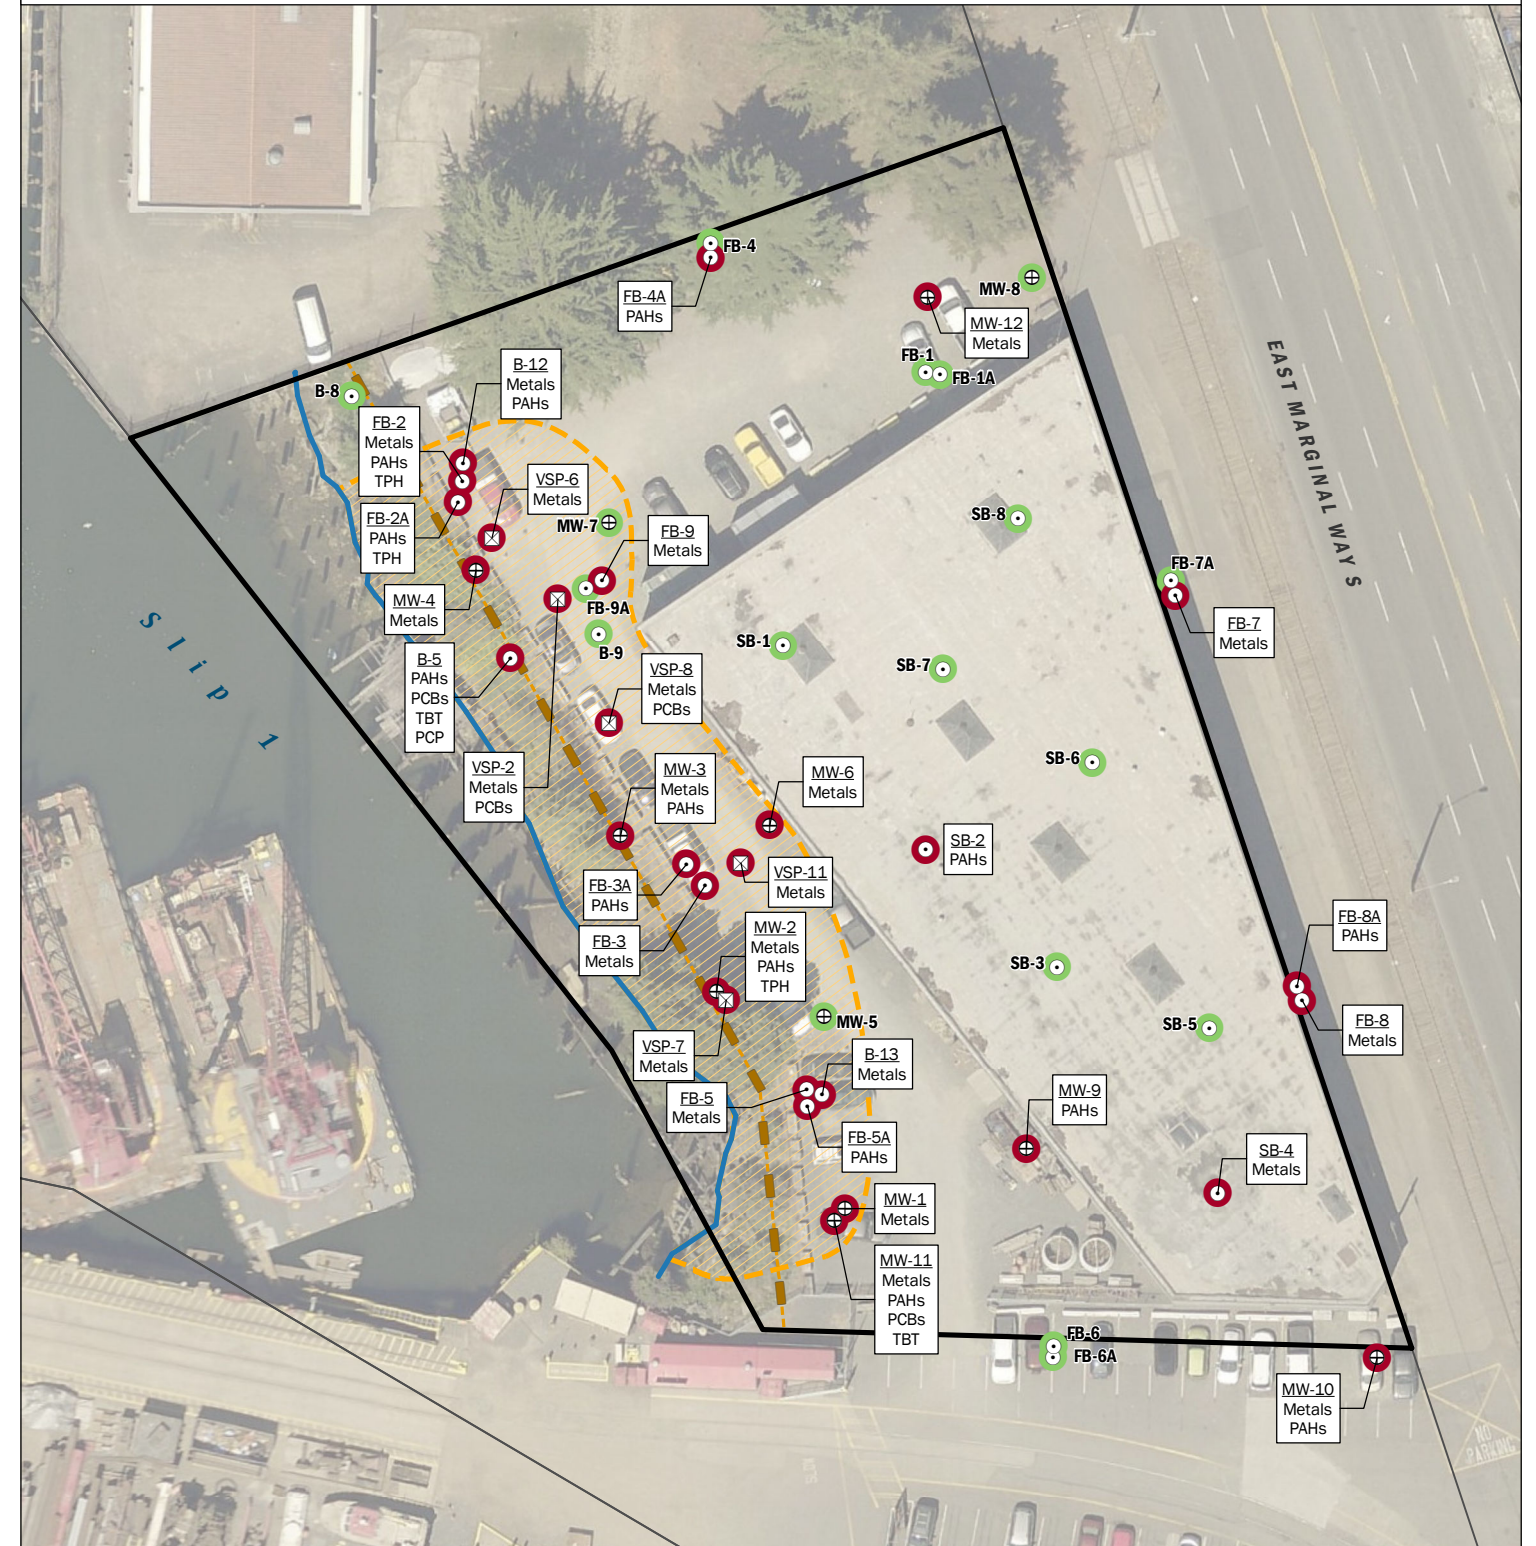 FB-4
FB-4A
PAHs
MW-8
MW-12
Metals
FB-1
FB-1A
EAST MARGINAL WAY S
B-8
B-12
Metals
PAHs
FB-2
Metals
PAHs
TPH
VSP-6
Metals
FB-2A
PAHs
TPH
MW-7
FB-9
Metals
SB-8
MW-4
Metals
FB-9A
B-9
FB-7A
FB-7
Metals
Slip 1
SB-1
SB-7
B-5
PAHs
PCBs
TBT
PCP
VSP-8
Metals
PCBs
VSP-2
Metals
PCBs
MW-3
Metals
PAHs
MW-6
Metals
SB-6
SB-2
PAHs
FB-3A
PAHs
VSP-11
Metals
FB-3
Metals
MW-2
Metals
PAHs
TPH
FB-8A
PAHs
SB-3
MW-5
SB-5
FB-8
Metals
VSP-7
Metals
B-13
Metals
FB-5
Metals
MW-9
PAHs
FB-5A
PAHs
SB-4
Metals
MW-1
Metals
MW-11
Metals
PAHs
PCBs
TBT
FB-6
FB-6A
MW-10
Metals
PAHs
NO
PARKING